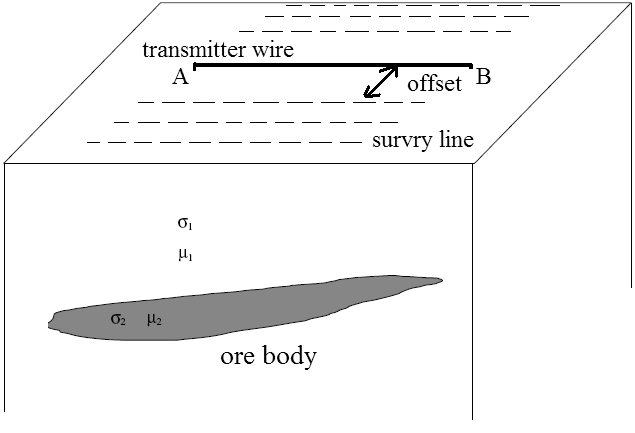 transmitter wire
A
B
offset
survry line
σ₁
μ₁
σ₂ μ₂
ore body